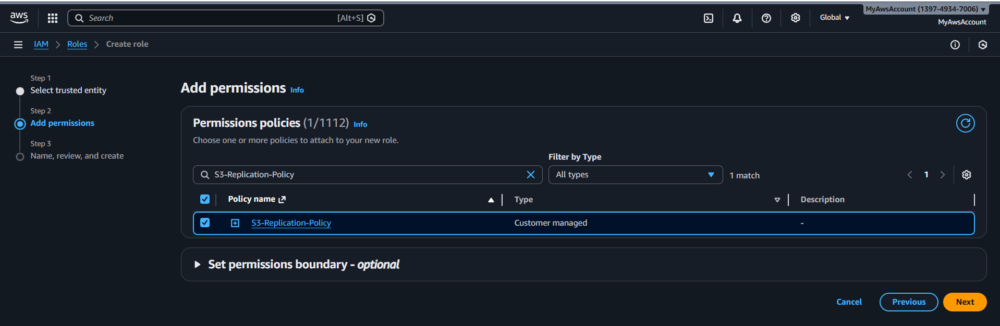 aws
Search [Alt+S]
Global
MyAwsAccount (1397-4934-7006)
MyAwsAccount
IAM Roles Create role
Step 1
Select trusted entity
Step 2
Add permissions
Step 3
Name, review, and create
Add permissions Info
Permissions policies (1/1112) Info
Choose one or more policies to attach to your new role.
Filter by Type
S3-Replication-Policy
All types
1 match
1
Policy name Type Description
S3-Replication-Policy Customer managed -
Set permissions boundary - optional
Cancel Previous Next